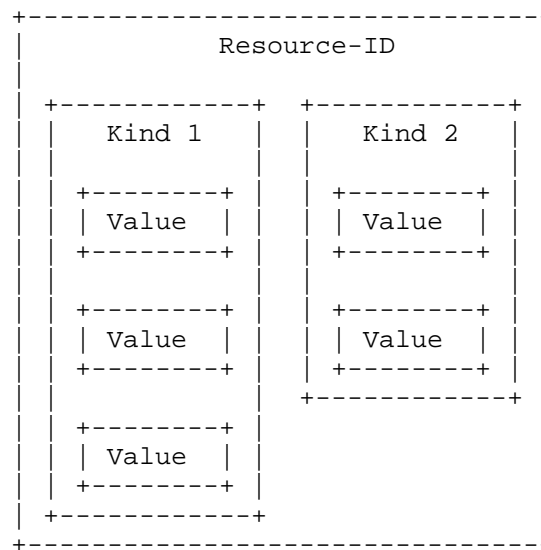 Resource-ID
Kind 1 Kind 2
Value Value
Value Value
Value